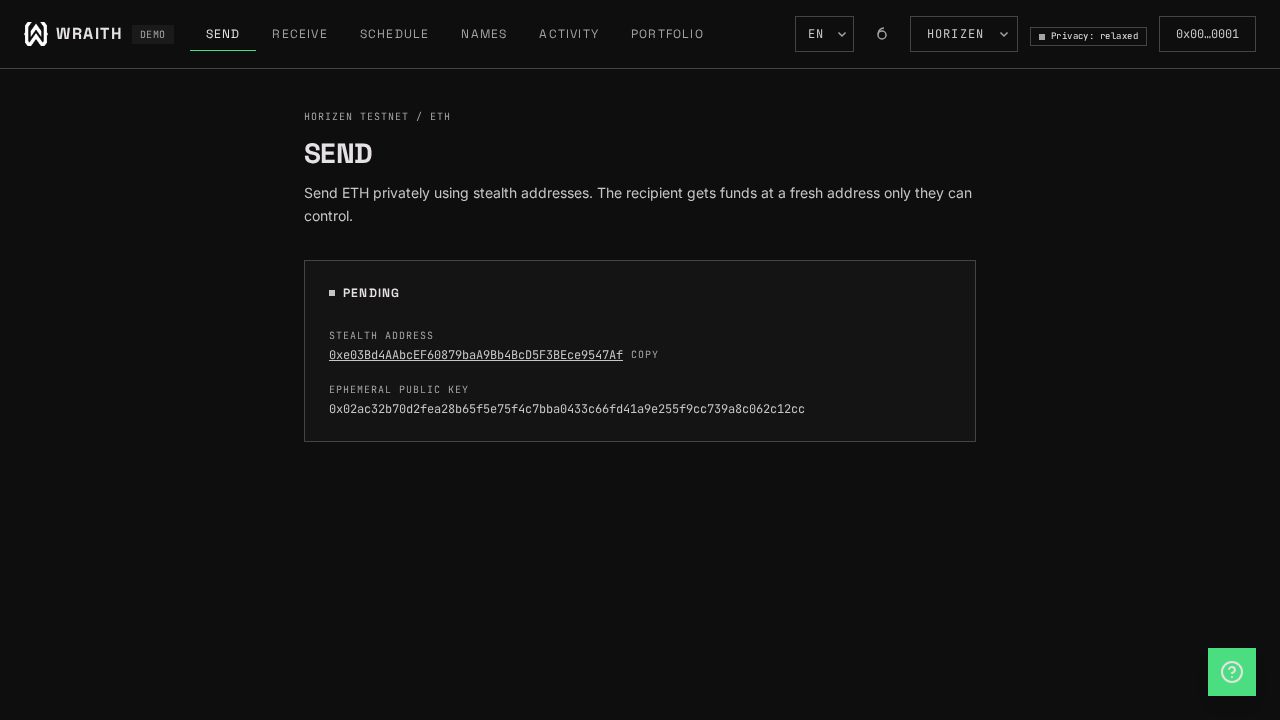 WRAITH DEMO SEND RECEIVE SCHEDULE NAMES ACTIVITY PORTFOLIO EN HORIZEN Privacy: relaxed 0x00…0001
HORIZEN TESTNET / ETH
SEND
Send ETH privately using stealth addresses. The recipient gets funds at a fresh address only they can
control.
PENDING
STEALTH ADDRESS
0xe03Bd4AAbcEF60879baA9Bb4BcD5F3BEce9547Af COPY
EPHEMERAL PUBLIC KEY
0x02ac32b70d2fea28b65f5e75f4c7bba0433c66fd41a9e255f9cc739a8c062c12cc